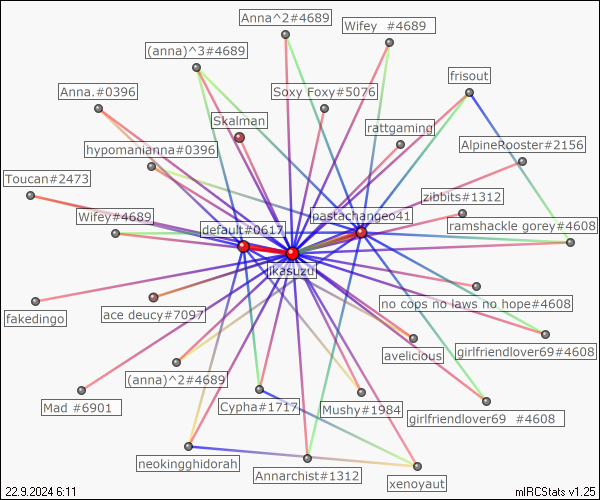 Anna^2#4689
Wifey  #4689
(anna)^3#4689
frisout
Anna.#0396
Soxy Foxy#5076
Skalman
rattgaming
hypomanianna#0396
AlpineRooster#2156
Toucan#2473
zibbits#1312
Wifey#4689
pastachangeo41
default#0617
ramshackle gorey#4608
jkasuzu
no cops no laws no hope#4608
fakedingo
ace deucy#7097
avelicious
girlfriendlover69#4608
(anna)^2#4689
Mad #6901
Cypha#1717
Mushy#1984
girlfriendlover69  #4608
neokingghidorah
Annarchist#1312
xenoyaut
22.9.2024 6:11
mIRCStats v1.25